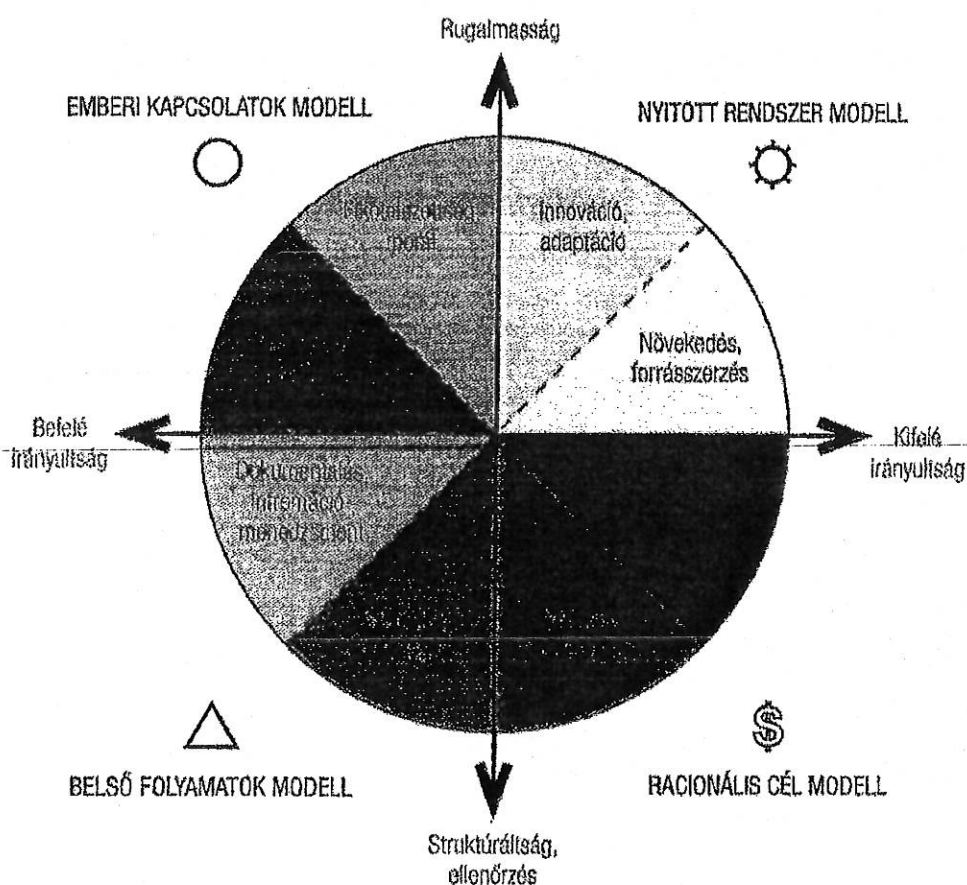 Rugalmasság
EMBERI KAPCSOLATOK MODELL
NYITOTT RENDSZER MODELL
morál
Innováció,
adaptáció
Növekedés,
forrásszerzés
Befelé
irányultság
Kifelé
irányultság
Dokumentálás,
menedzsment
BELSŐ FOLYAMATOK MODELL
$
RACIONÁLIS CÉL MODELL
Struktúráltság,
ellenőrzés